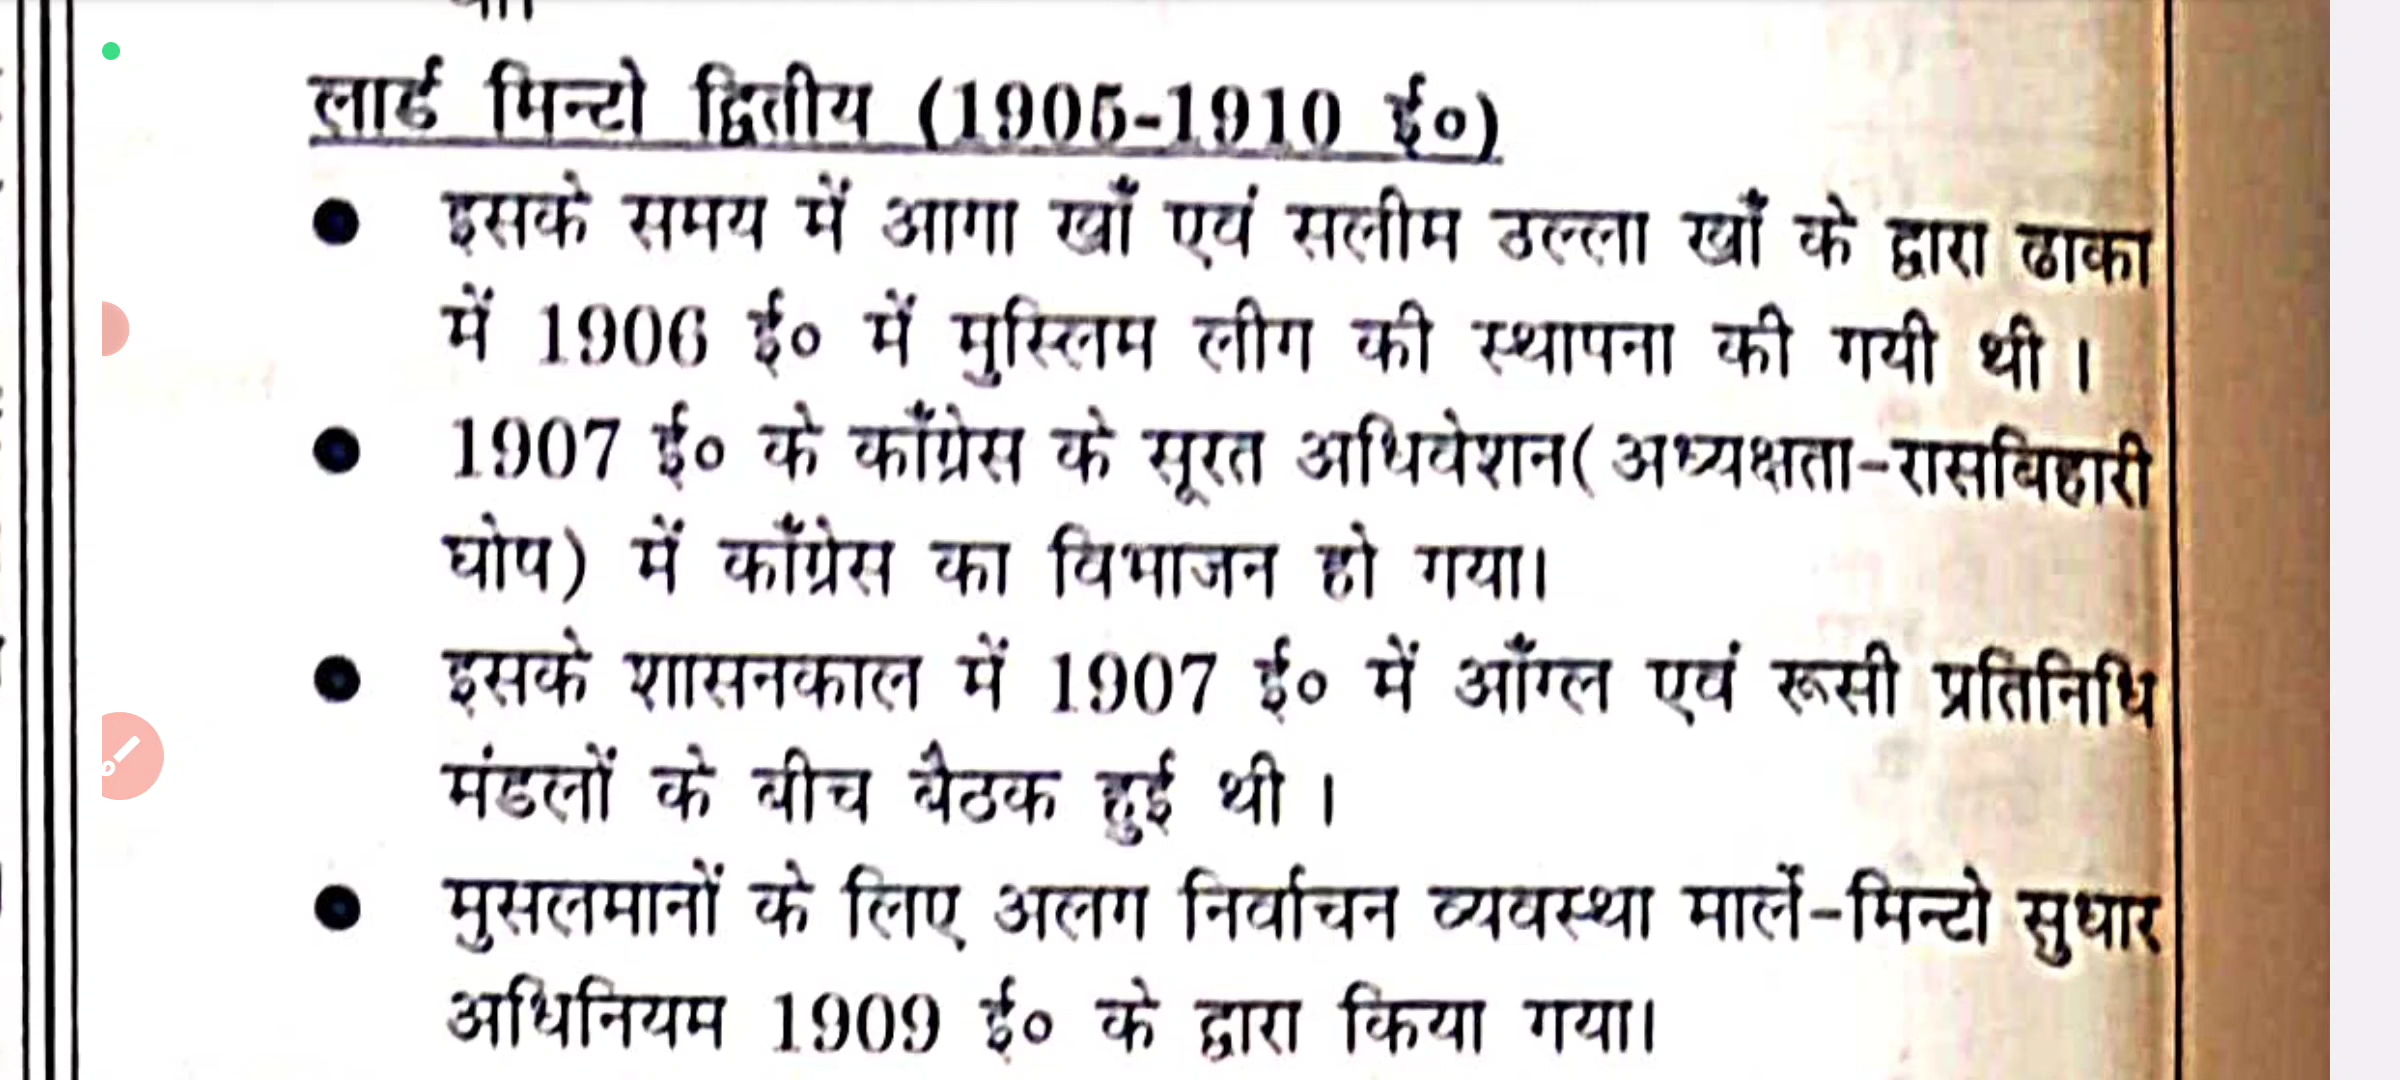 लार्ड मिन्टो द्वितीय (1905-1910 ई०)
● इसके समय में आगा खाँ एवं सलीम उल्ला खाँ के द्वारा ढाका
में 1906 ई० में मुस्लिम लीग की स्थापना की गयी थी ।
● 1907 ई० के काँग्रेस के सूरत अधिवेशन( अध्यक्षता-रासबिहारी
घोष) में काँग्रेस का विभाजन हो गया।
● इसके शासनकाल में 1907 ई० में आँग्ल एवं रूसी प्रतिनिधि
मंडलों के बीच बैठक हुई थी ।
● मुसलमानों के लिए अलग निर्वाचन व्यवस्था मार्ले-मिन्टो सुधार
अधिनियम 1909 ई० के द्वारा किया गया।